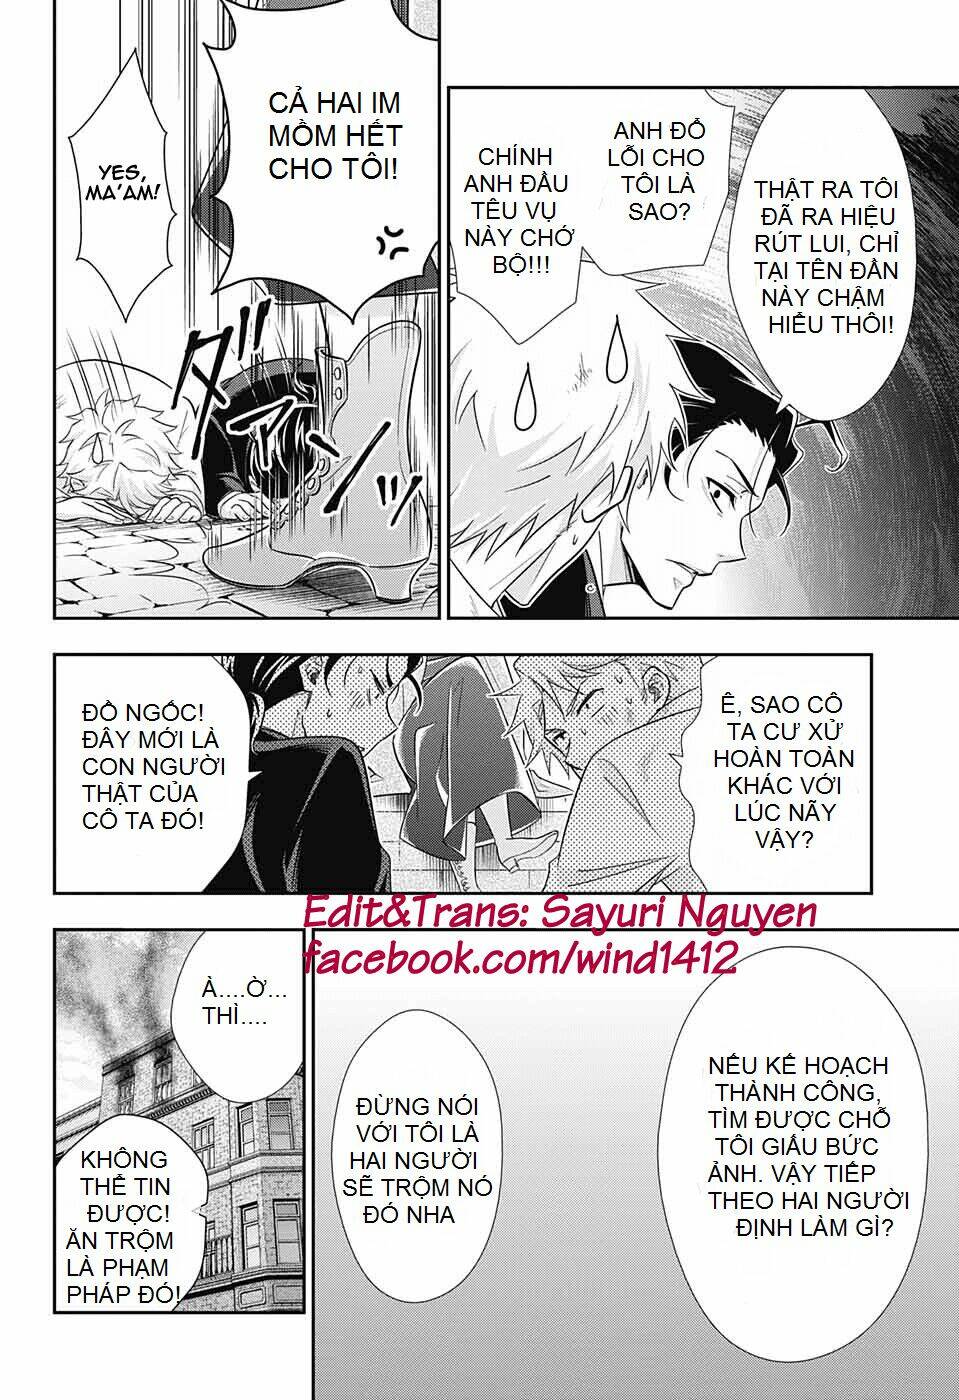 THẬT RA TÔI
ĐÃ RA HIỆU
RÚT LUI, CHỈ
TẠI TÊN ĐẦN
NÀY CHẬM
HIỂU THÔI!
ANH ĐỔ
LỖI CHO
TÔI LÀ
SAO?
CHÍNH
ANH ĐẦU
TÊU VỤ
NÀY CHỚ
BỘ!!!
CẢ HAI IM
MỒM HẾT
CHO TÔI!
YES,
MA'AM!
ダァン
Ê, SAO CÔ
TA CƯ XỬ
HOÀN TOÀN
KHÁC VỚI
LÚC NÃY
VẬY?
ĐỒ NGỐC!
ĐÂY MỚI LÀ
CON NGƯỜI
THẬT CỦA
CÔ TA ĐÓ!
Edit&Trans: Sayuri Nguyen
facebook.com/wind1412
NẾU KẾ HOẠCH
THÀNH CÔNG,
TÌM ĐƯỢC CHỖ
TÔI GIẤU BỨC
ẢNH. VẬY TIẾP
THEO HAI NGƯỜI
ĐỊNH LÀM GÌ?
ĐỪNG NÓI
VỚI TÔI LÀ
HAI NGƯỜI
SẼ TRỘM NÓ
ĐÓ NHA
À....Ờ...
THÌ....
KHÔNG
THỂ TIN
ĐƯỢC!
ĂN TRỘM
LÀ PHẠM
PHÁP ĐÓ!